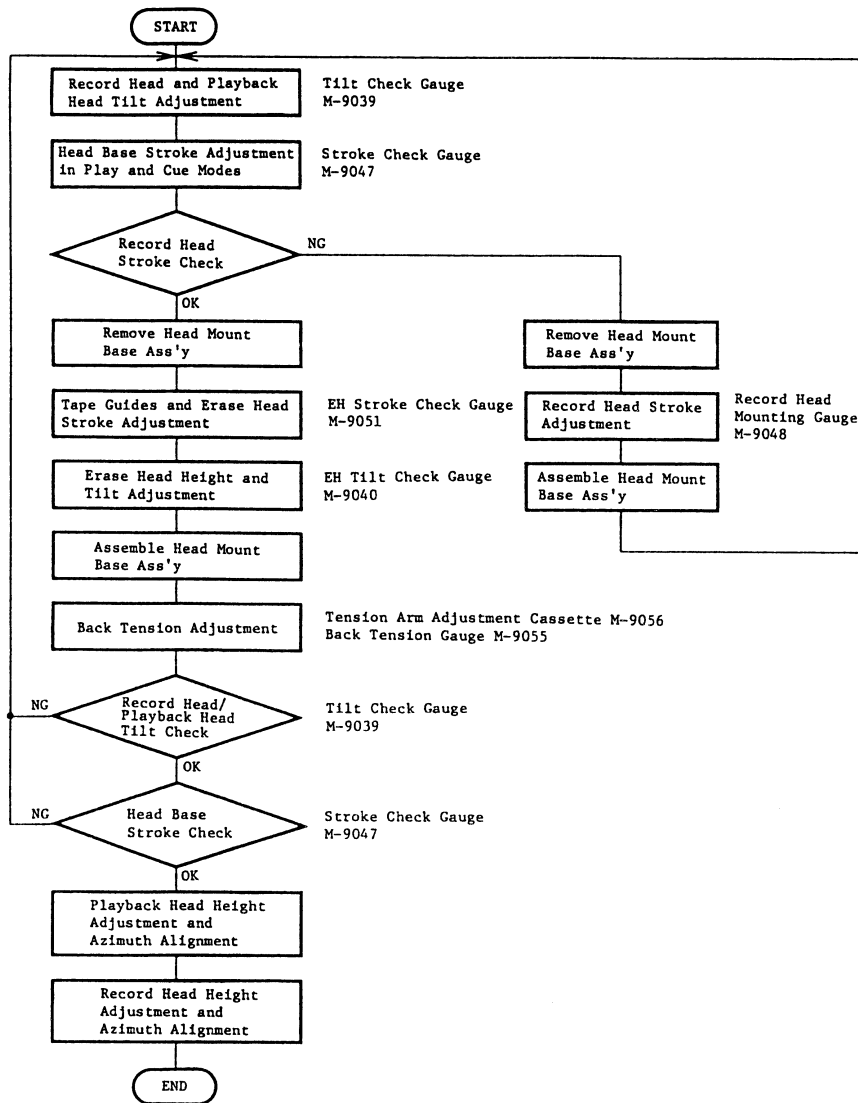 START
Record Head and Playback
Head Tilt Adjustment
Tilt Check Gauge
M-9039
Head Base Stroke Adjustment
in Play and Cue Modes
Stroke Check Gauge
M-9047
Record Head
Stroke Check
NG
OK
Remove Head Mount
Base Ass'y
Tape Guides and Erase Head
Stroke Adjustment
EH Stroke Check Gauge
M-9051
Erase Head Height and
Tilt Adjustment
EH Tilt Check Gauge
M-9040
Assemble Head Mount
Base Ass'y
Remove Head Mount
Base Ass'y
Record Head Stroke
Adjustment
Record Head
Mounting Gauge
M-9048
Assemble Head Mount
Base Ass'y
Back Tension Adjustment
Tension Arm Adjustment Cassette M-9056
Back Tension Gauge M-9055
NG
Record Head/
Playback Head
Tilt Check
Tilt Check Gauge
M-9039
OK
NG
Head Base
Stroke Check
Stroke Check Gauge
M-9047
OK
Playback Head Height
Adjustment and
Azimuth Alignment
Record Head Height
Adjustment and
Azimuth Alignment
END